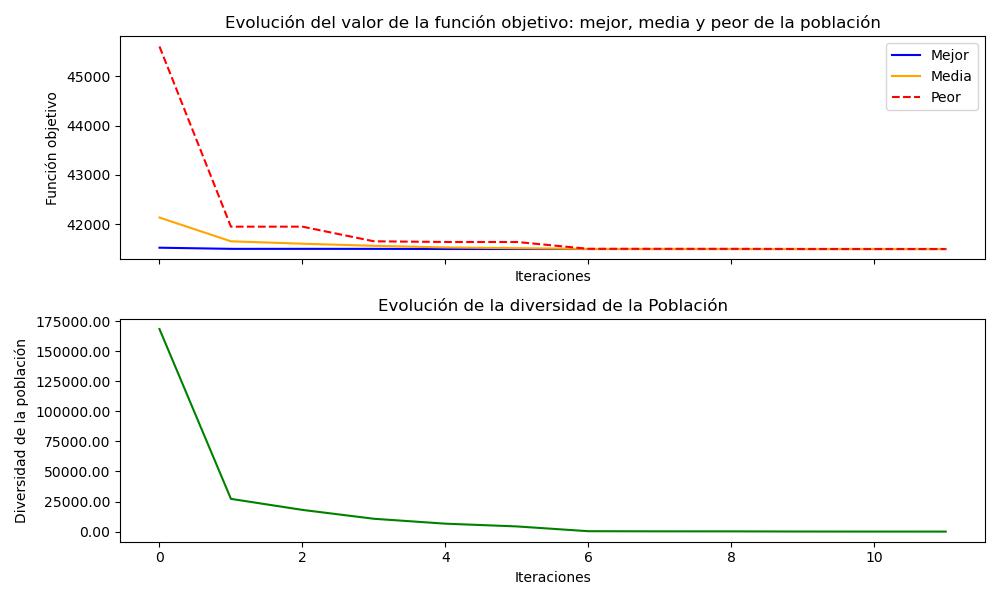 Evolución del valor de la función objetivo: mejor, media y peor de la población
Función objetivo
45000
44000
43000
42000
Mejor
Media
Peor
Iteraciones
Evolución de la diversidad de la Población
Diversidad de la población
175000.00
150000.00
125000.00
100000.00
75000.00
50000.00
25000.00
0.00
0 2 4 6 8 10
Iteraciones